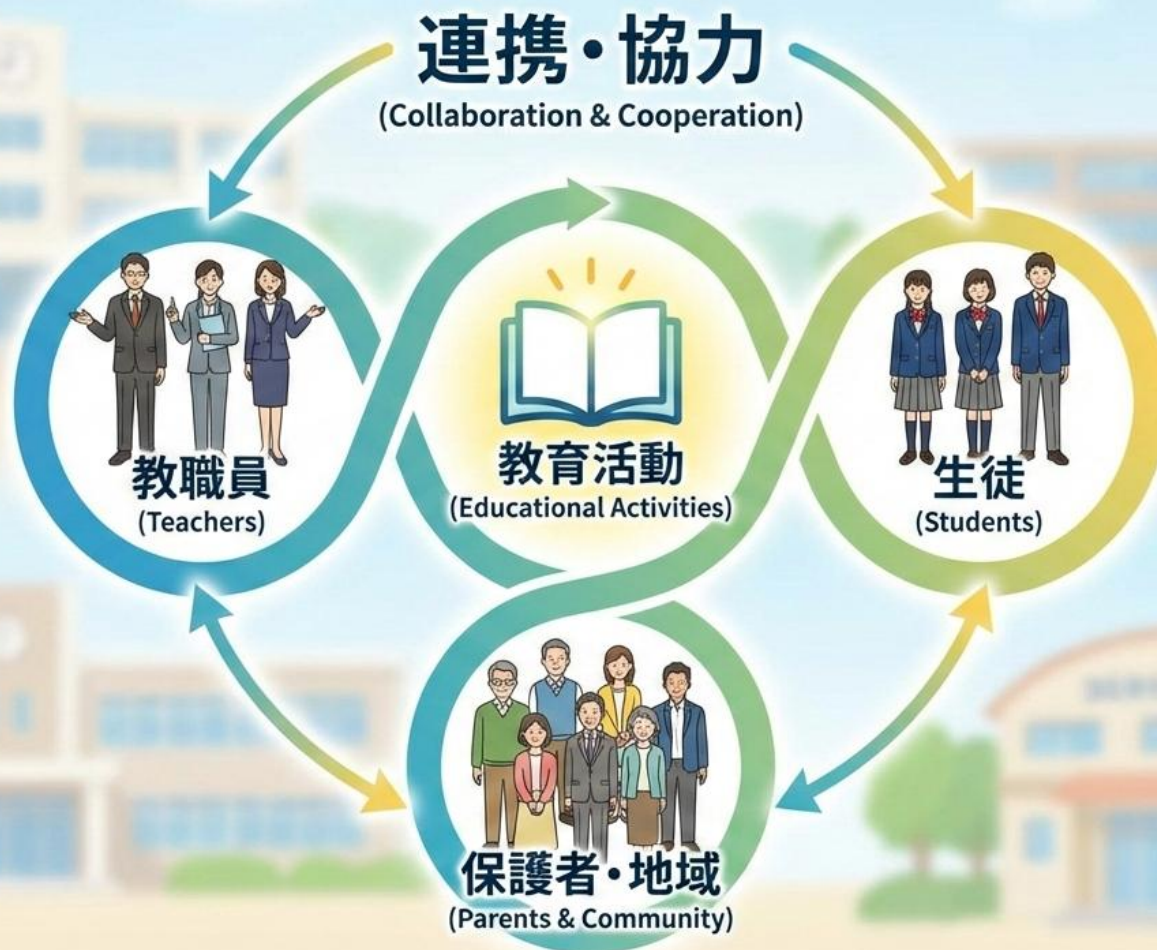 連携・協力
(Collaboration & Cooperation)
教育活動
(Educational Activities)
教職員
(Teachers)
生徒
(Students)
保護者・地域
(Parents & Community)